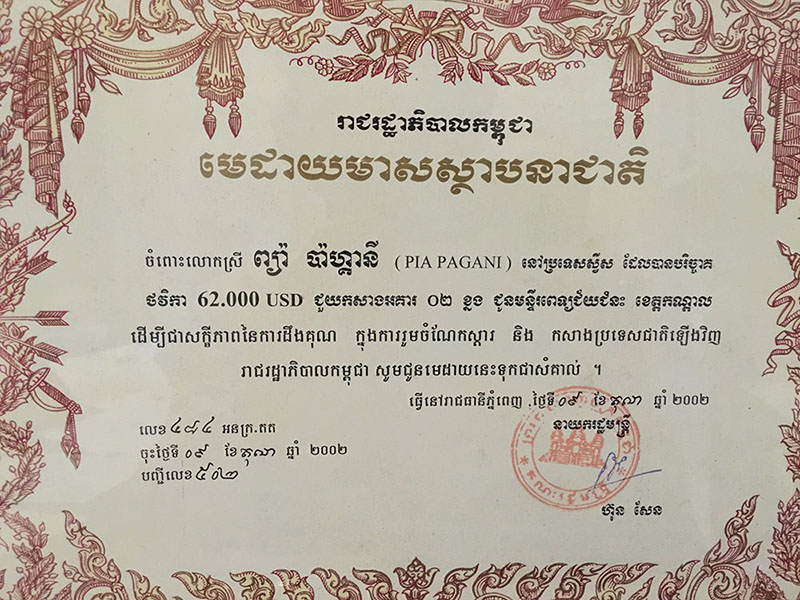 រាជរដ្ឋាភិបាលកម្ពុជា
មេដាយមាសស្ថាបនាជាតិ
ចំពោះលោកស្រី ព្យ៉ា ប៉ាហ្គានី (PIA PAGANI) នៅប្រទេសស្វីស ដែលបានបរិច្ចាគ
ថវិកា 62.000 USD ជួយកសាងអគារ ០២ ខ្នង ជូនមន្ទីរពេទ្យជ័យជំនះ ខេត្តកណ្តាល
ដើម្បីជាសក្ខីភាពនៃការដឹងគុណ ក្នុងការរួមចំណែកស្តារ និង កសាងប្រទេសជាតិឡើងវិញ
រាជរដ្ឋាភិបាលកម្ពុជា សូមជូនមេដាយនេះទុកជាសំគាល់ ។
ធ្វើនៅរាជធានីភ្នំពេញ ,ថ្ងៃទី ០៩ ខែ តុលា ឆ្នាំ ២០០២
នាយករដ្ឋមន្ត្រី
លេខ ៤៨៤ អនក្រ.តត
ចុះថ្ងៃទី ០៩ ខែ តុលា ឆ្នាំ ២០០២
បញ្ជីលេខ ៥០២
ហ៊ុន សែន